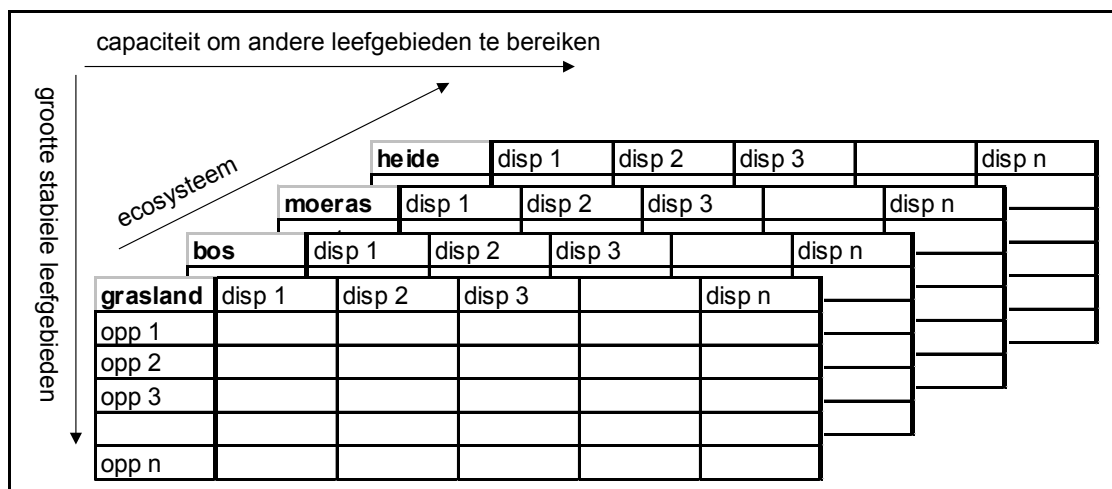 capaciteit om andere leefgebieden te bereiken
grootte stabiele leefgebieden
ecosysteem
heide disp 1 disp 2 disp 3 disp n
moeras disp 1 disp 2 disp 3 disp n
bos disp 1 disp 2 disp 3 disp n
grasland disp 1 disp 2 disp 3 disp n
opp 1
opp 2
opp 3
opp n